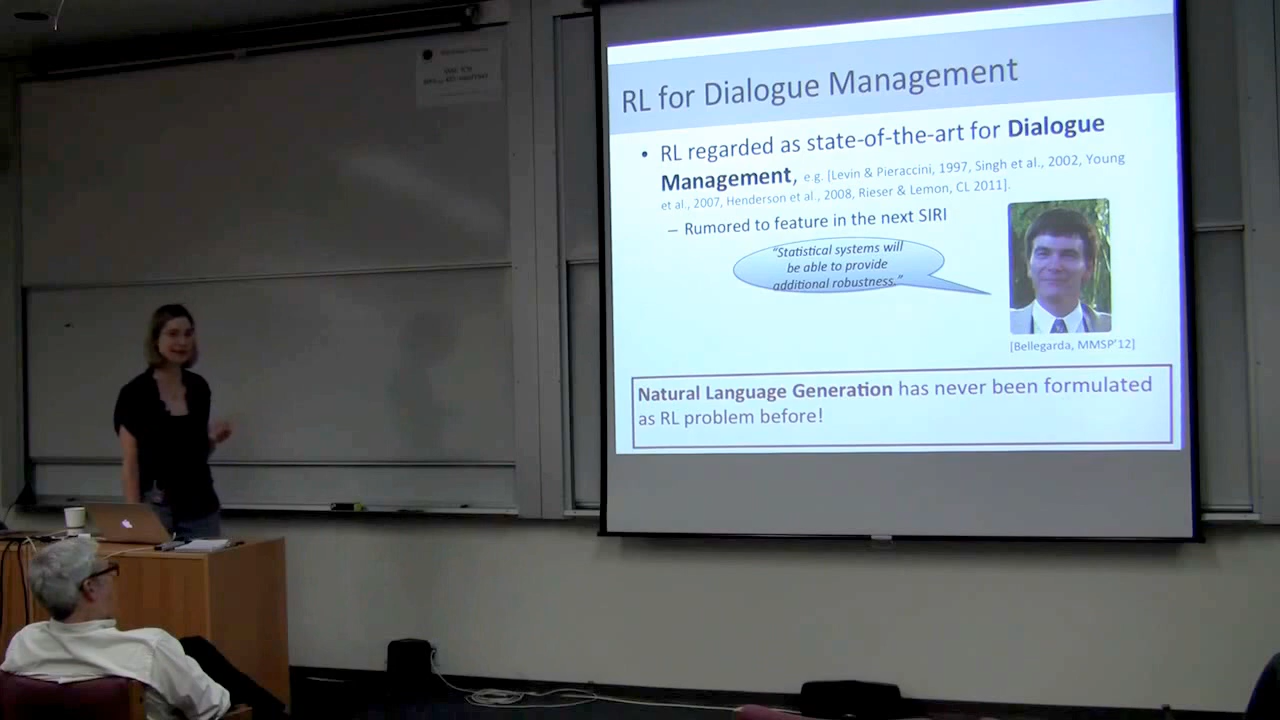 RL for Dialogue Management
• RL regarded as state-of-the-art for Dialogue
Management, e.g. [Levin & Pieraccini, 1997, Singh et al., 2002, Young
et al., 2007, Henderson et al., 2008, Rieser & Lemon, CL 2011].
– Rumored to feature in the next SIRI
"Statistical systems will
be able to provide
additional robustness."
[Bellegarda, MMSP'12]
Natural Language Generation has never been formulated
as RL problem before!